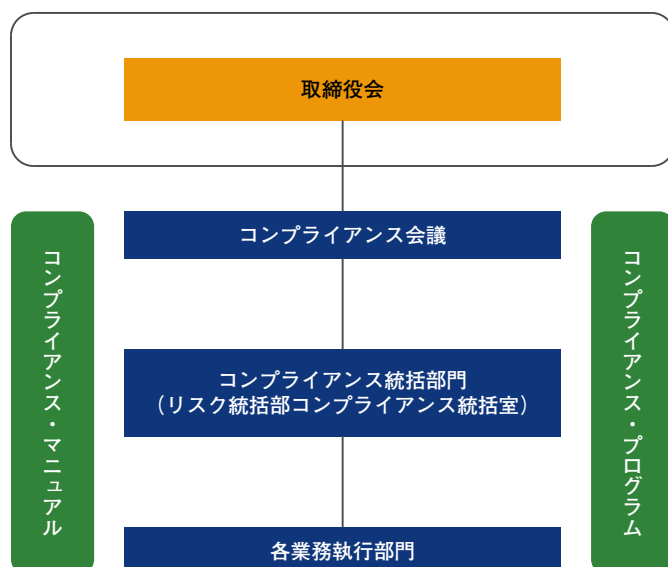 取締役会
コンプライアンス会議
コンプライアンス統括部門
（リスク統括部コンプライアンス統括室）
各業務執行部門
コンプライアンス・マニュアル
コンプライアンス・プログラム